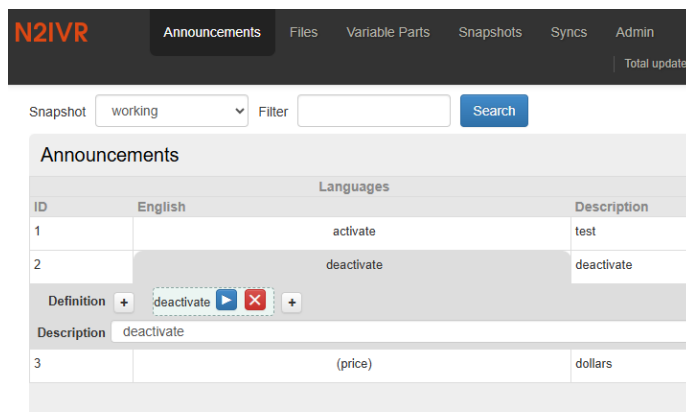 N2IVR Announcements Files Variable Parts Snapshots Syncs Admin
Total update
Snapshot working Filter Search
Announcements
Languages
ID English Description
1 activate test
2 deactivate deactivate
Definition + deactivate +
Description deactivate
3 (price) dollars